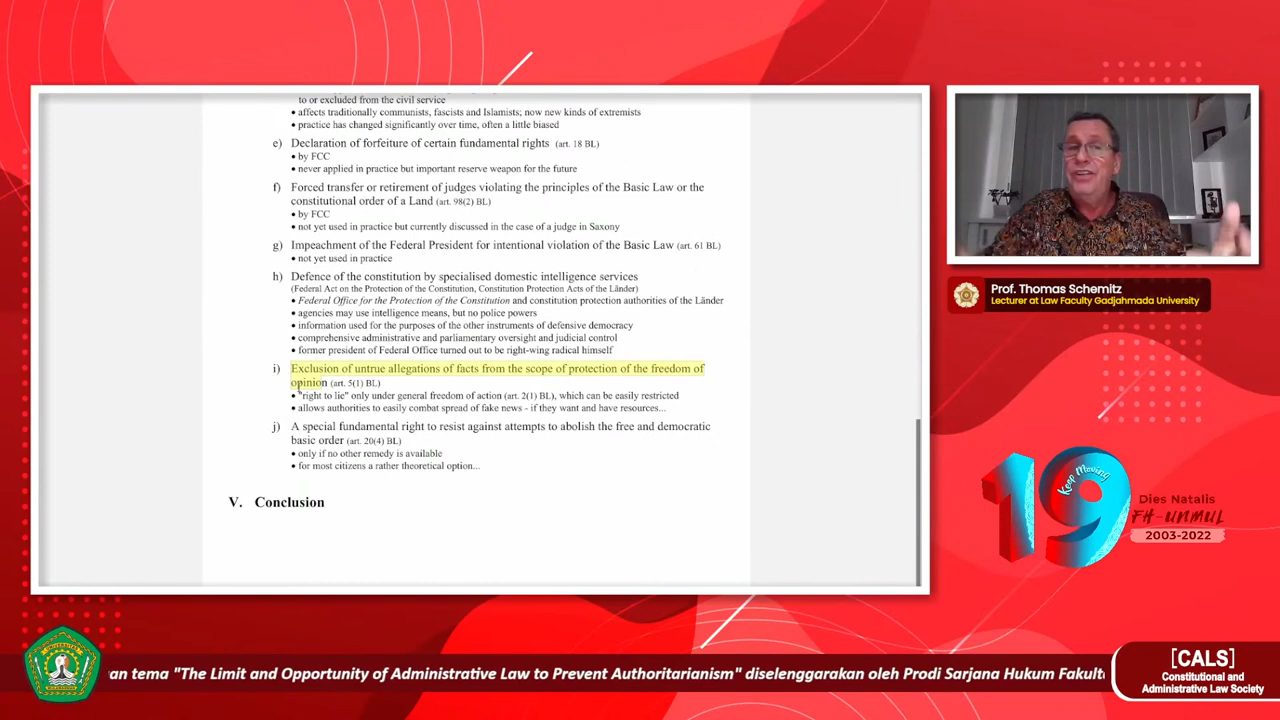 to or excluded from the civil service
• affects traditionally communists, fascists and Islamists; now new kinds of extremists
• practice has changed significantly over time, often a little biased
e) Declaration of forfeiture of certain fundamental rights (art. 18 BL)
• by FCC
• never applied in practice but important reserve weapon for the future
f) Forced transfer or retirement of judges violating the principles of the Basic Law or the
constitutional order of a Land (art. 98(2) BL)
• by FCC
• not yet used in practice but currently discussed in the case of a judge in Saxony
g) Impeachment of the Federal President for intentional violation of the Basic Law (art. 61 BL)
• not yet used in practice
h) Defence of the constitution by specialised domestic intelligence services
(Federal Act on the Protection of the Constitution, Constitution Protection Acts of the Länder)
• Federal Office for the Protection of the Constitution and constitution protection authorities of the Länder
• agencies may use intelligence means, but no police powers
• information used for the purposes of the other instruments of defensive democracy
• comprehensive administrative and parliamentary oversight and judicial control
• former president of Federal Office turned out to be right-wing radical himself
i) Exclusion of untrue allegations of facts from the scope of protection of the freedom of
opinion (art. 5(1) BL)
• "right to lie" only under general freedom of action (art. 2(1) BL), which can be easily restricted
• allows authorities to easily combat spread of fake news - if they want and have resources...
j) A special fundamental right to resist against attempts to abolish the free and democratic
basic order (art. 20(4) BL)
• only if no other remedy is available
• for most citizens a rather theoretical option...
V. Conclusion
Prof. Thomas Schemitz
Lecturer at Law Faculty Gadjahmada University
19
Keep Moving
Dies Natalis
FH-UNMUL
2003-2022
an tema "The Limit and Opportunity of Administrative Law to Prevent Authoritarianism" diselenggarakan oleh Prodi Sarjana Hukum Fakult
[CALS]
Constitutional and
Administrative Law Society